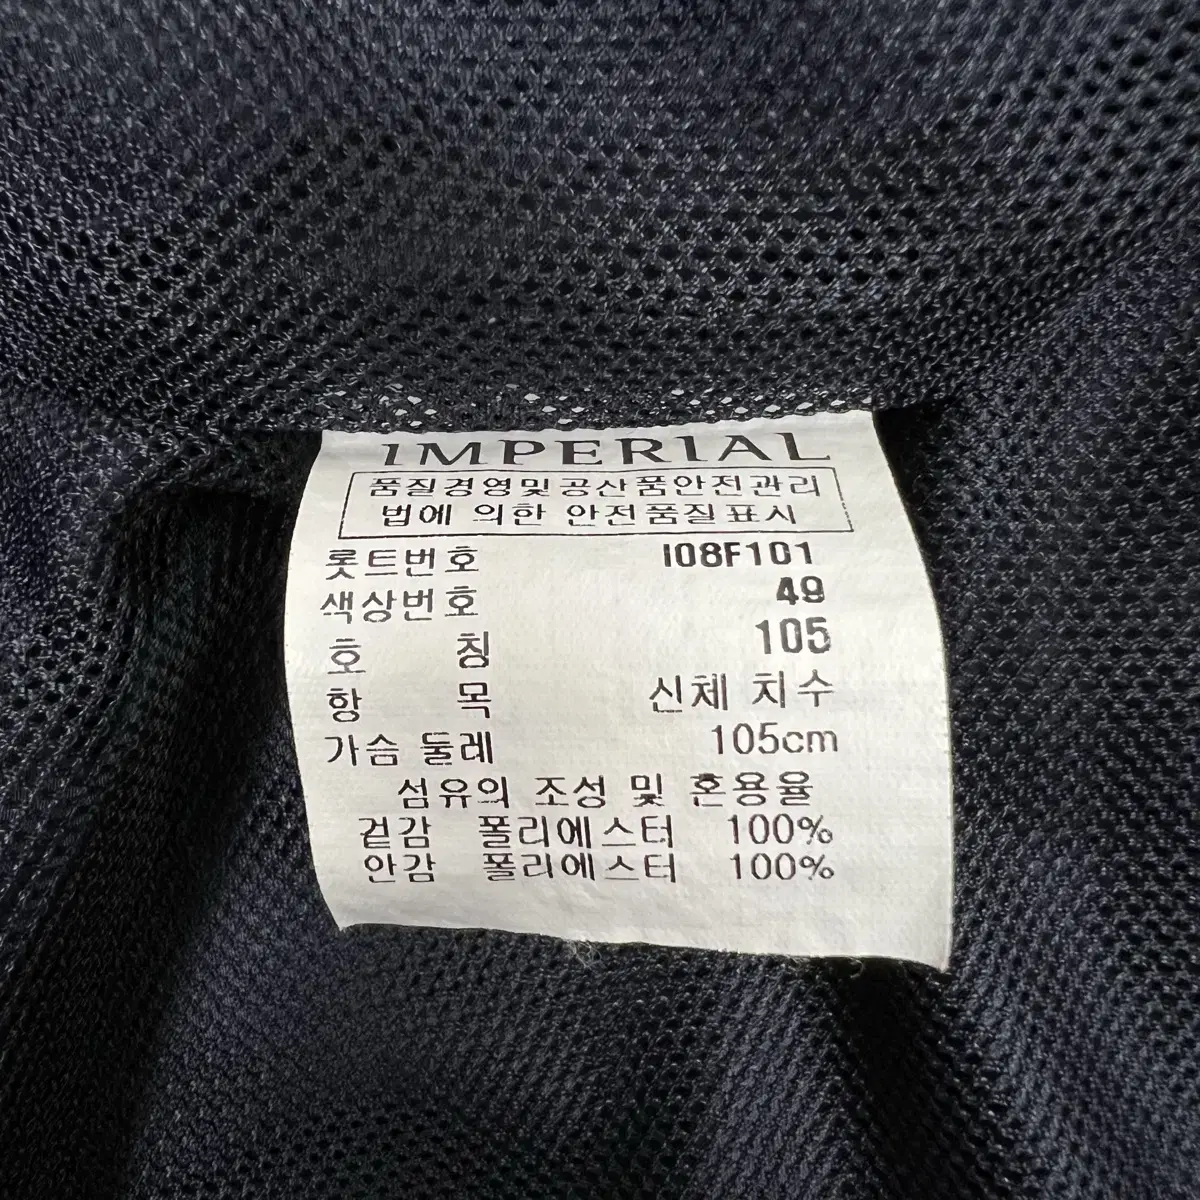 IMPERIAL
품질경영및공산품안전관리
법에 의한 안전품질표시
롯트번호 I08F101
색상번호 49
호 칭 105
항 목 신체 치수
가슴 둘레 105cm
섬유의 조성 및 혼용율
겉감 폴리에스터 100%
안감 폴리에스터 100%